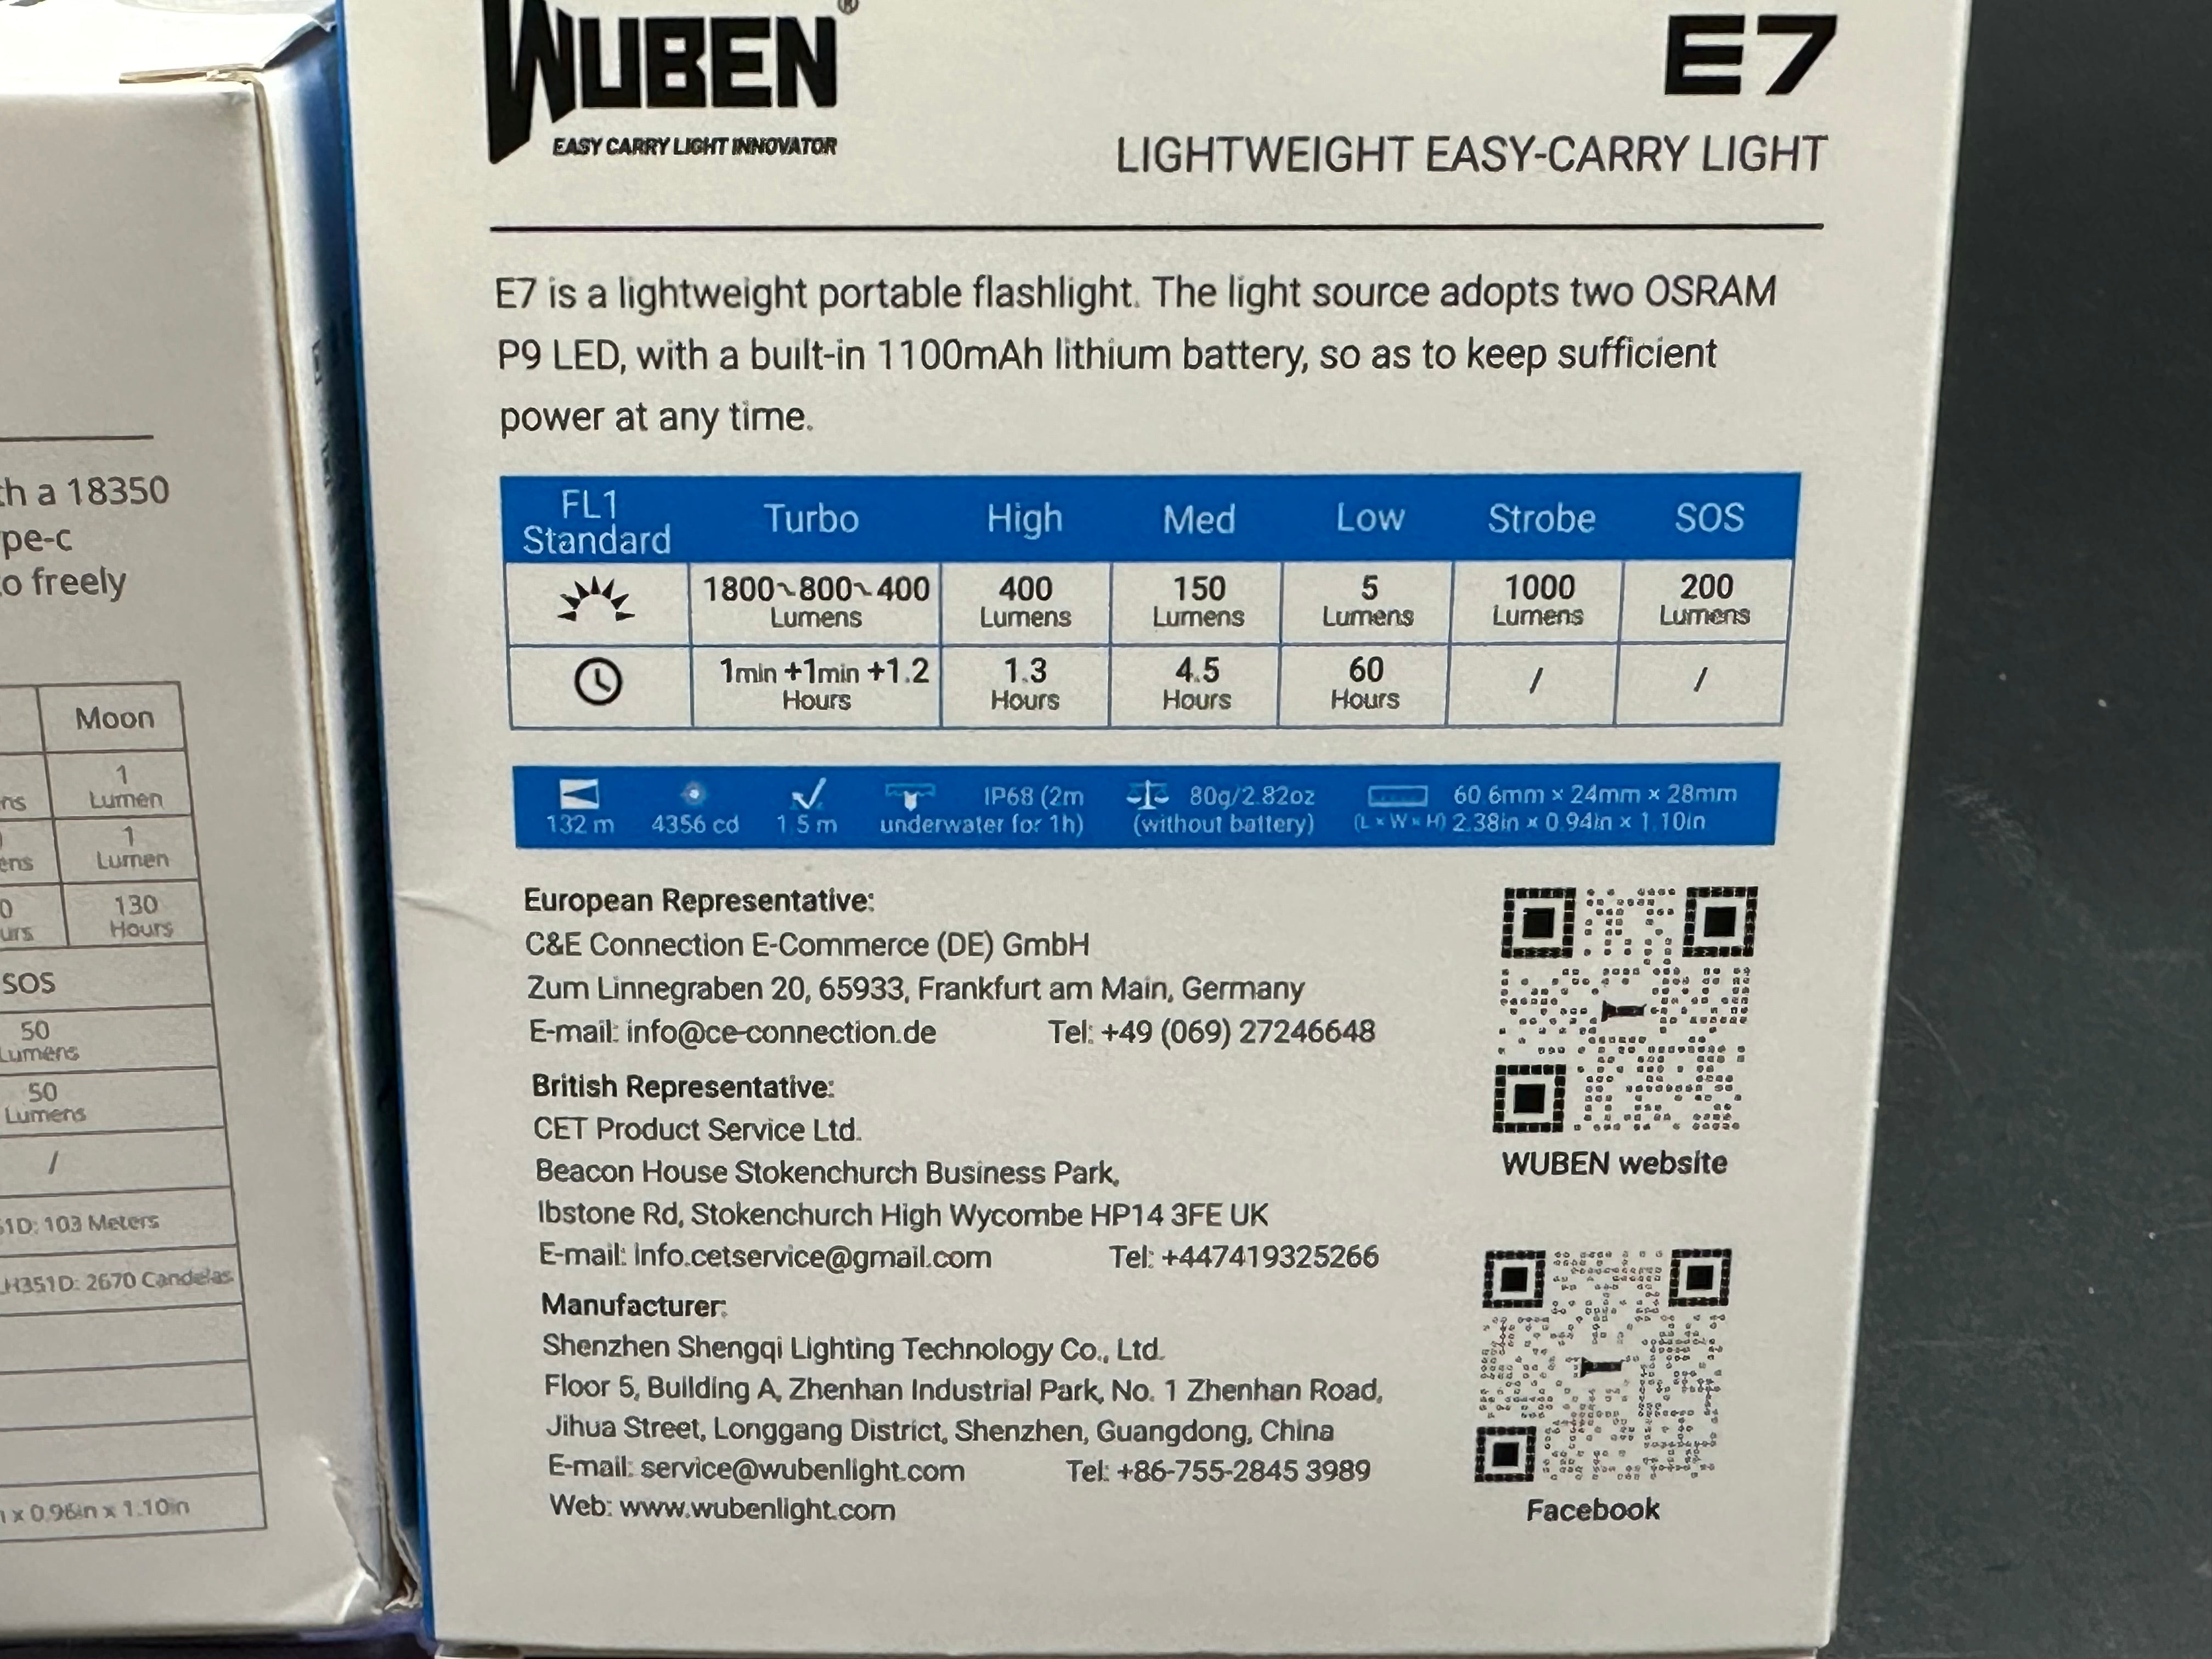 WUBEN®
EASY CARRY LIGHT INNOVATOR
E7
LIGHTWEIGHT EASY-CARRY LIGHT
E7 is a lightweight portable flashlight. The light source adopts two OSRAM
P9 LED, with a built-in 1100mAh lithium battery, so as to keep sufficient
power at any time.
FL1 Standard Turbo High Med Low Strobe SOS
1800~800~400 Lumens 400 Lumens 150 Lumens 5 Lumens 1000 Lumens 200 Lumens
1min +1min +1.2 Hours 1.3 Hours 4.5 Hours 60 Hours / /
132 m 4356 cd 1.5 m IP68 (2m underwater for 1h) 80g/2.82oz (without battery) (L × W × H) 60.6mm × 24mm × 28mm 2.38in × 0.94in × 1.10in
European Representative:
C&E Connection E-Commerce (DE) GmbH
Zum Linnegraben 20, 65933, Frankfurt am Main, Germany
E-mail: info@ce-connection.de Tel: +49 (069) 27246648
British Representative:
CET Product Service Ltd.
Beacon House Stokenchurch Business Park,
Ibstone Rd, Stokenchurch High Wycombe HP14 3FE UK
E-mail: info.cetservice@gmail.com Tel: +447419325266
Manufacturer:
Shenzhen Shengqi Lighting Technology Co., Ltd.
Floor 5, Building A, Zhenhan Industrial Park, No. 1 Zhenhan Road,
Jihua Street, Longgang District, Shenzhen, Guangdong, China
E-mail: service@wubenlight.com Tel: +86-755-2845 3989
Web: www.wubenlight.com
WUBEN website
Facebook
a 18350
freely
Moon
1 Lumen
1 Lumen
130 Hours
SOS
50 Lumens
50 Lumens
/
103 Meters
2670 Candelas
x 0.96in x 1.10in